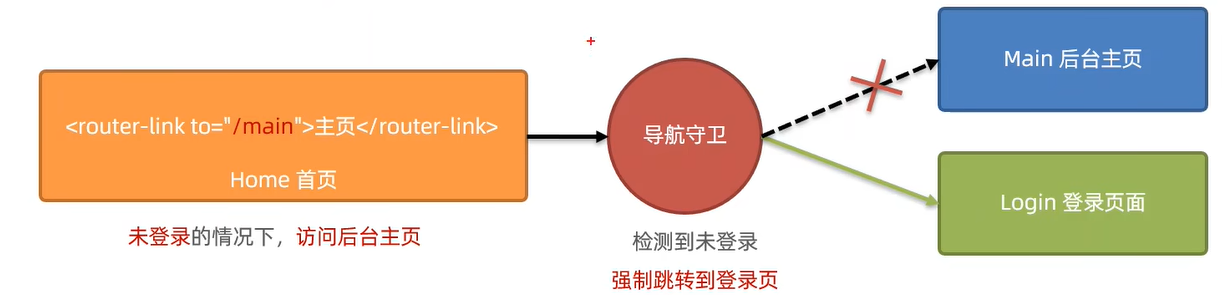 <router-link to="/main">主页</router-link>
Home 首页
未登录的情况下，访问后台主页
导航守卫
检测到未登录
强制跳转到登录页
Main 后台主页
Login 登录页面